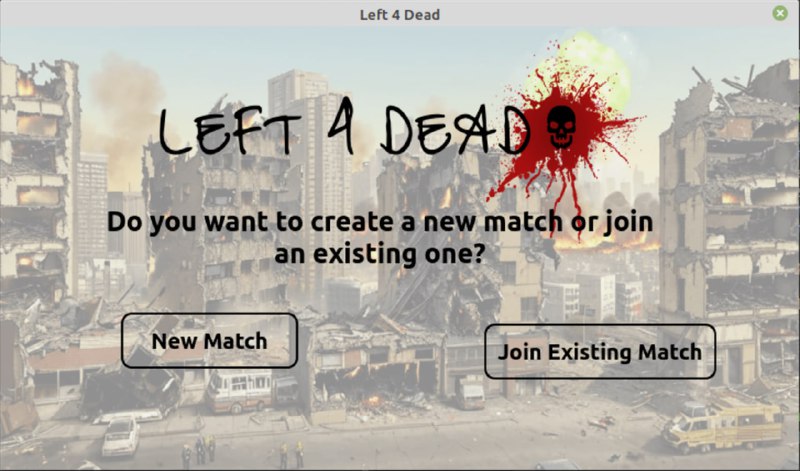 Left 4 Dead
LEFT 4 DEAD
Do you want to create a new match or join
an existing one?
New Match
Join Existing Match